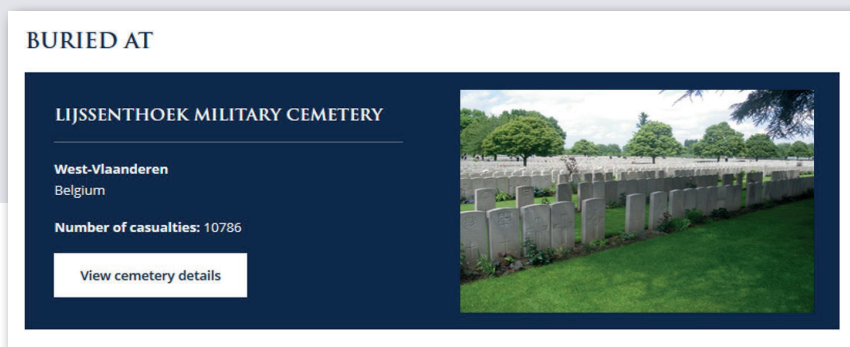 BURIED AT
LIJSSENTHOEK MILITARY CEMETERY
West-Vlaanderen
Belgium
Number of casualties: 10786
View cemetery details